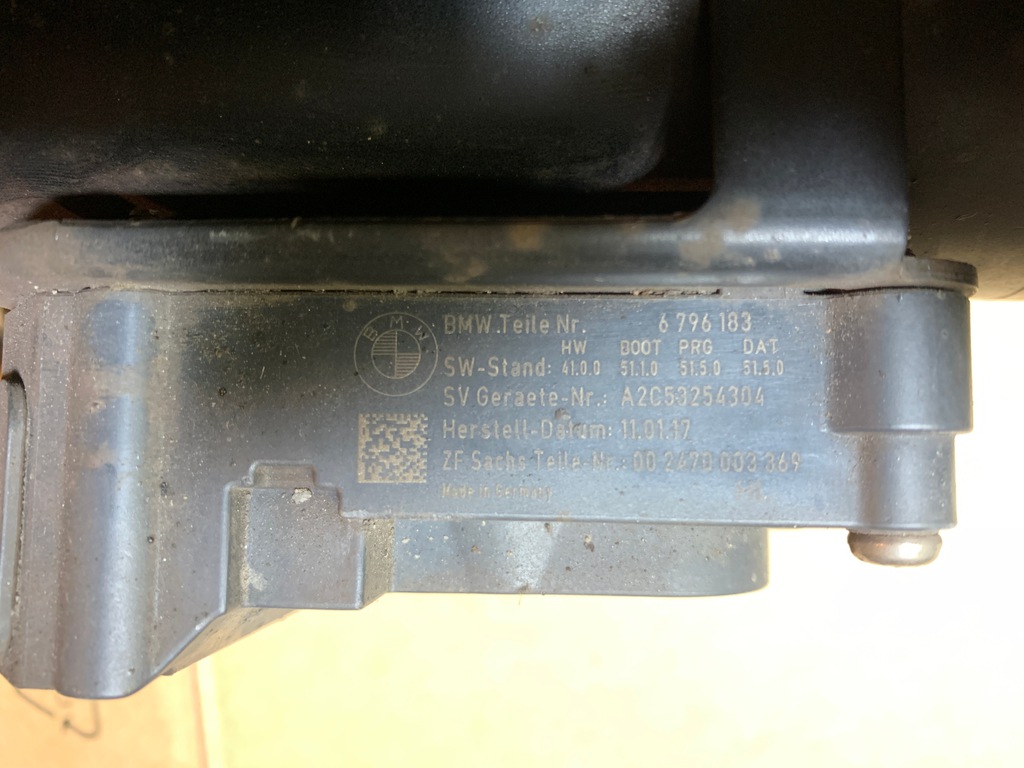 BMW
BMW.Teile Nr. 6 796 183
HW BOOT PRG DAT
SW-Stand: 41.0.0 51.1.0 51.5.0 51.5.0
SV Geraete-Nr.: A2C53254304
Herstell-Datum: 11.01.17
ZF Sachs Teile-Nr.: 00 2470 003 369
Made in Germany